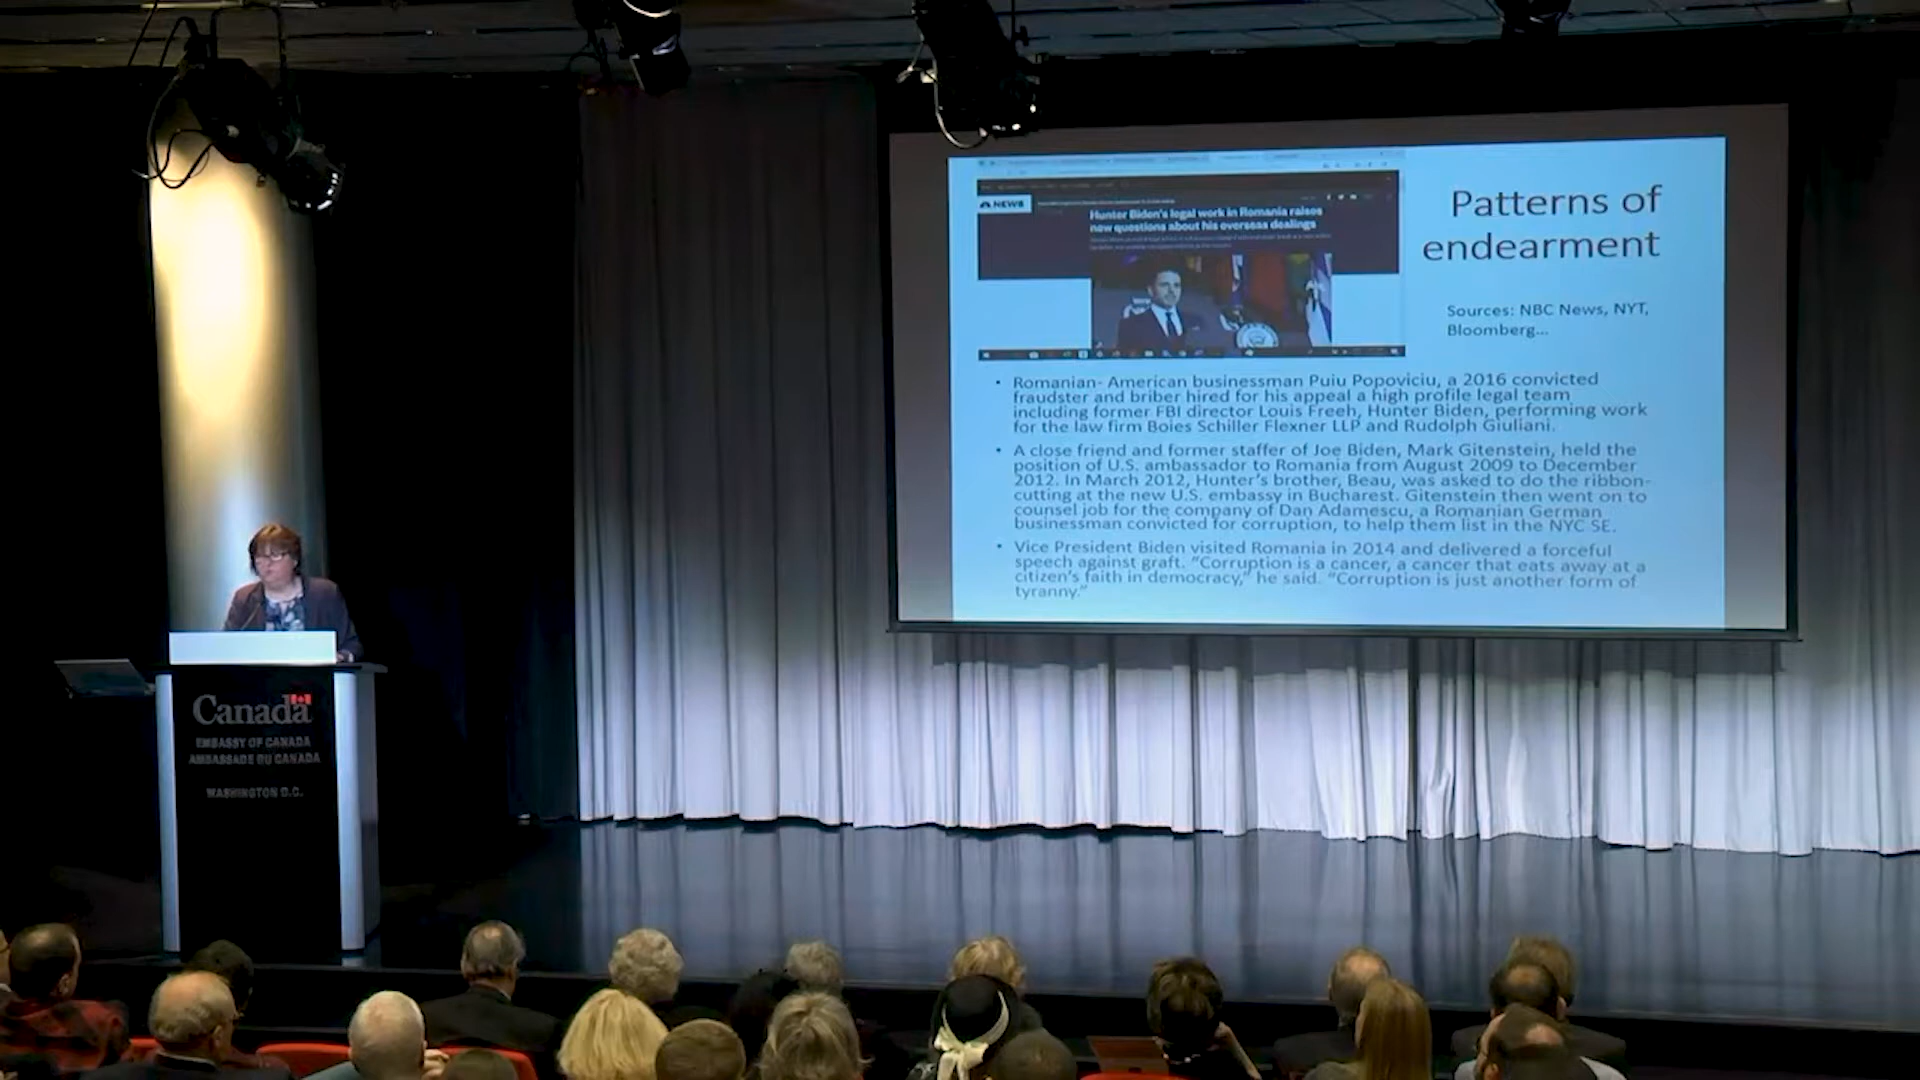 NEWS
Hunter Biden's legal work in Romania raises
new questions about his overseas dealings
Patterns of
endearment
Sources: NBC News, NYT,
Bloomberg...
• Romanian- American businessman Puiu Popoviciu, a 2016 convicted
fraudster and briber hired for his appeal a high profile legal team
including former FBI director Louis Freeh, Hunter Biden, performing work
for the law firm Boies Schiller Flexner LLP and Rudolph Giuliani.
• A close friend and former staffer of Joe Biden, Mark Gitenstein, held the
position of U.S. ambassador to Romania from August 2009 to December
2012. In March 2012, Hunter's brother, Beau, was asked to do the ribbon-
cutting at the new U.S. embassy in Bucharest. Gitenstein then went on to
counsel job for the company of Dan Adamescu, a Romanian German
businessman convicted for corruption, to help them list in the NYC SE.
• Vice President Biden visited Romania in 2014 and delivered a forceful
speech against graft. "Corruption is a cancer, a cancer that eats away at a
citizen's faith in democracy," he said. "Corruption is just another form of
tyranny."
Canada
EMBASSY OF CANADA
AMBASSADE DU CANADA
WASHINGTON D.C.